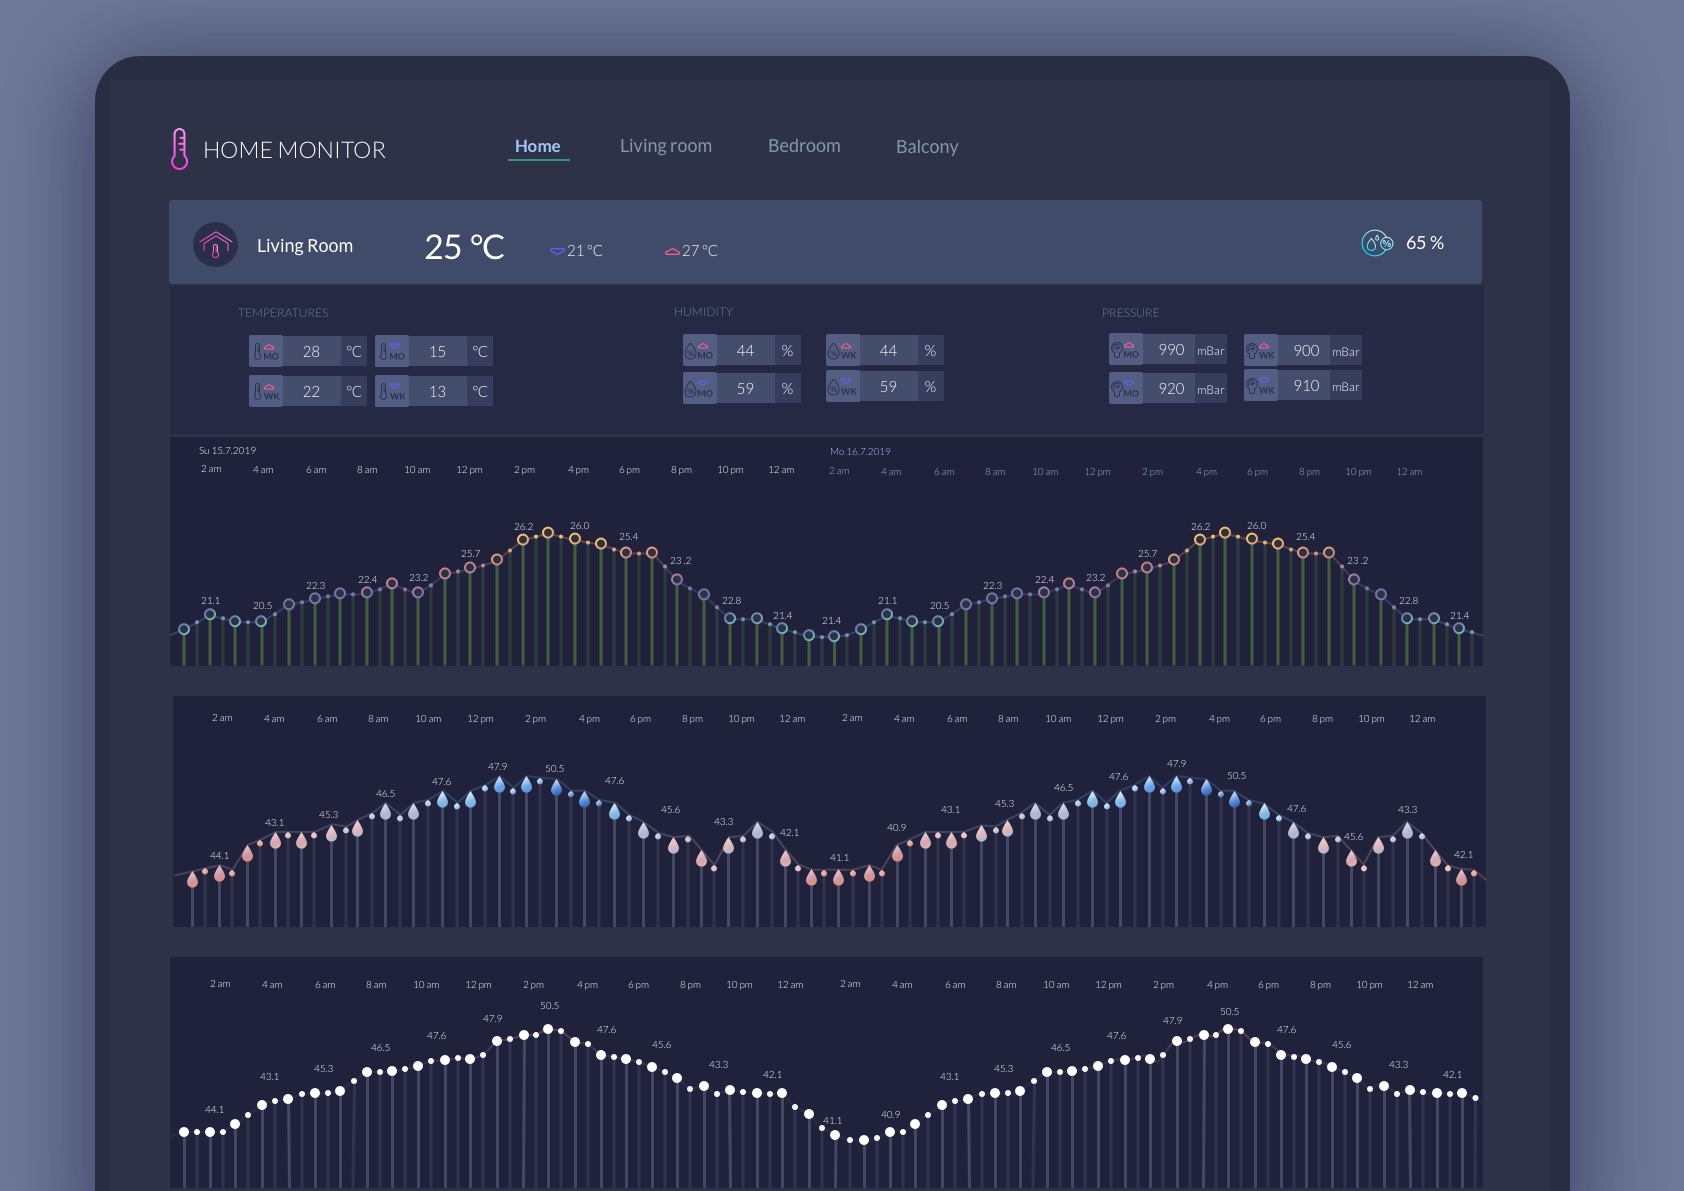 HOME MONITOR
Home Living room Bedroom Balcony
Living Room 25 °C 21 °C 27 °C 65 %
TEMPERATURES HUMIDITY PRESSURE
MO 28 °C MO 15 °C MO 44 % WK 44 % MO 990 mBar WK 900 mBar
WK 22 °C WK 13 °C MO 59 % WK 59 % MO 920 mBar WK 910 mBar
Su 15.7.2019 Mo 16.7.2019
2 am 4 am 6 am 8 am 10 am 12 pm 2 pm 4 pm 6 pm 8 pm 10 pm 12 am 2 am 4 am 6 am 8 am 10 am 12 pm 2 pm 4 pm 6 pm 8 pm 10 pm 12 am
21.1 20.5 22.3 22.4 23.2 25.7 26.2 26.0 25.4 23.2 22.8 21.4 21.4 21.1 20.5 22.3 22.4 23.2 25.7 26.2 26.0 25.4 23.2 22.8 21.4
2 am 4 am 6 am 8 am 10 am 12 pm 2 pm 4 pm 6 pm 8 pm 10 pm 12 am 2 am 4 am 6 am 8 am 10 am 12 pm 2 pm 4 pm 6 pm 8 pm 10 pm 12 am
44.1 43.1 45.3 46.5 47.6 47.9 50.5 47.6 45.6 43.3 42.1 41.1 40.9 43.1 45.3 46.5 47.6 47.9 50.5 47.6 45.6 43.3 42.1
2 am 4 am 6 am 8 am 10 am 12 pm 2 pm 4 pm 6 pm 8 pm 10 pm 12 am 2 am 4 am 6 am 8 am 10 am 12 pm 2 pm 4 pm 6 pm 8 pm 10 pm 12 am
44.1 43.1 45.3 46.5 47.6 47.9 50.5 47.6 45.6 43.3 42.1 41.1 40.9 43.1 45.3 46.5 47.6 47.9 50.5 47.6 45.6 43.3 42.1